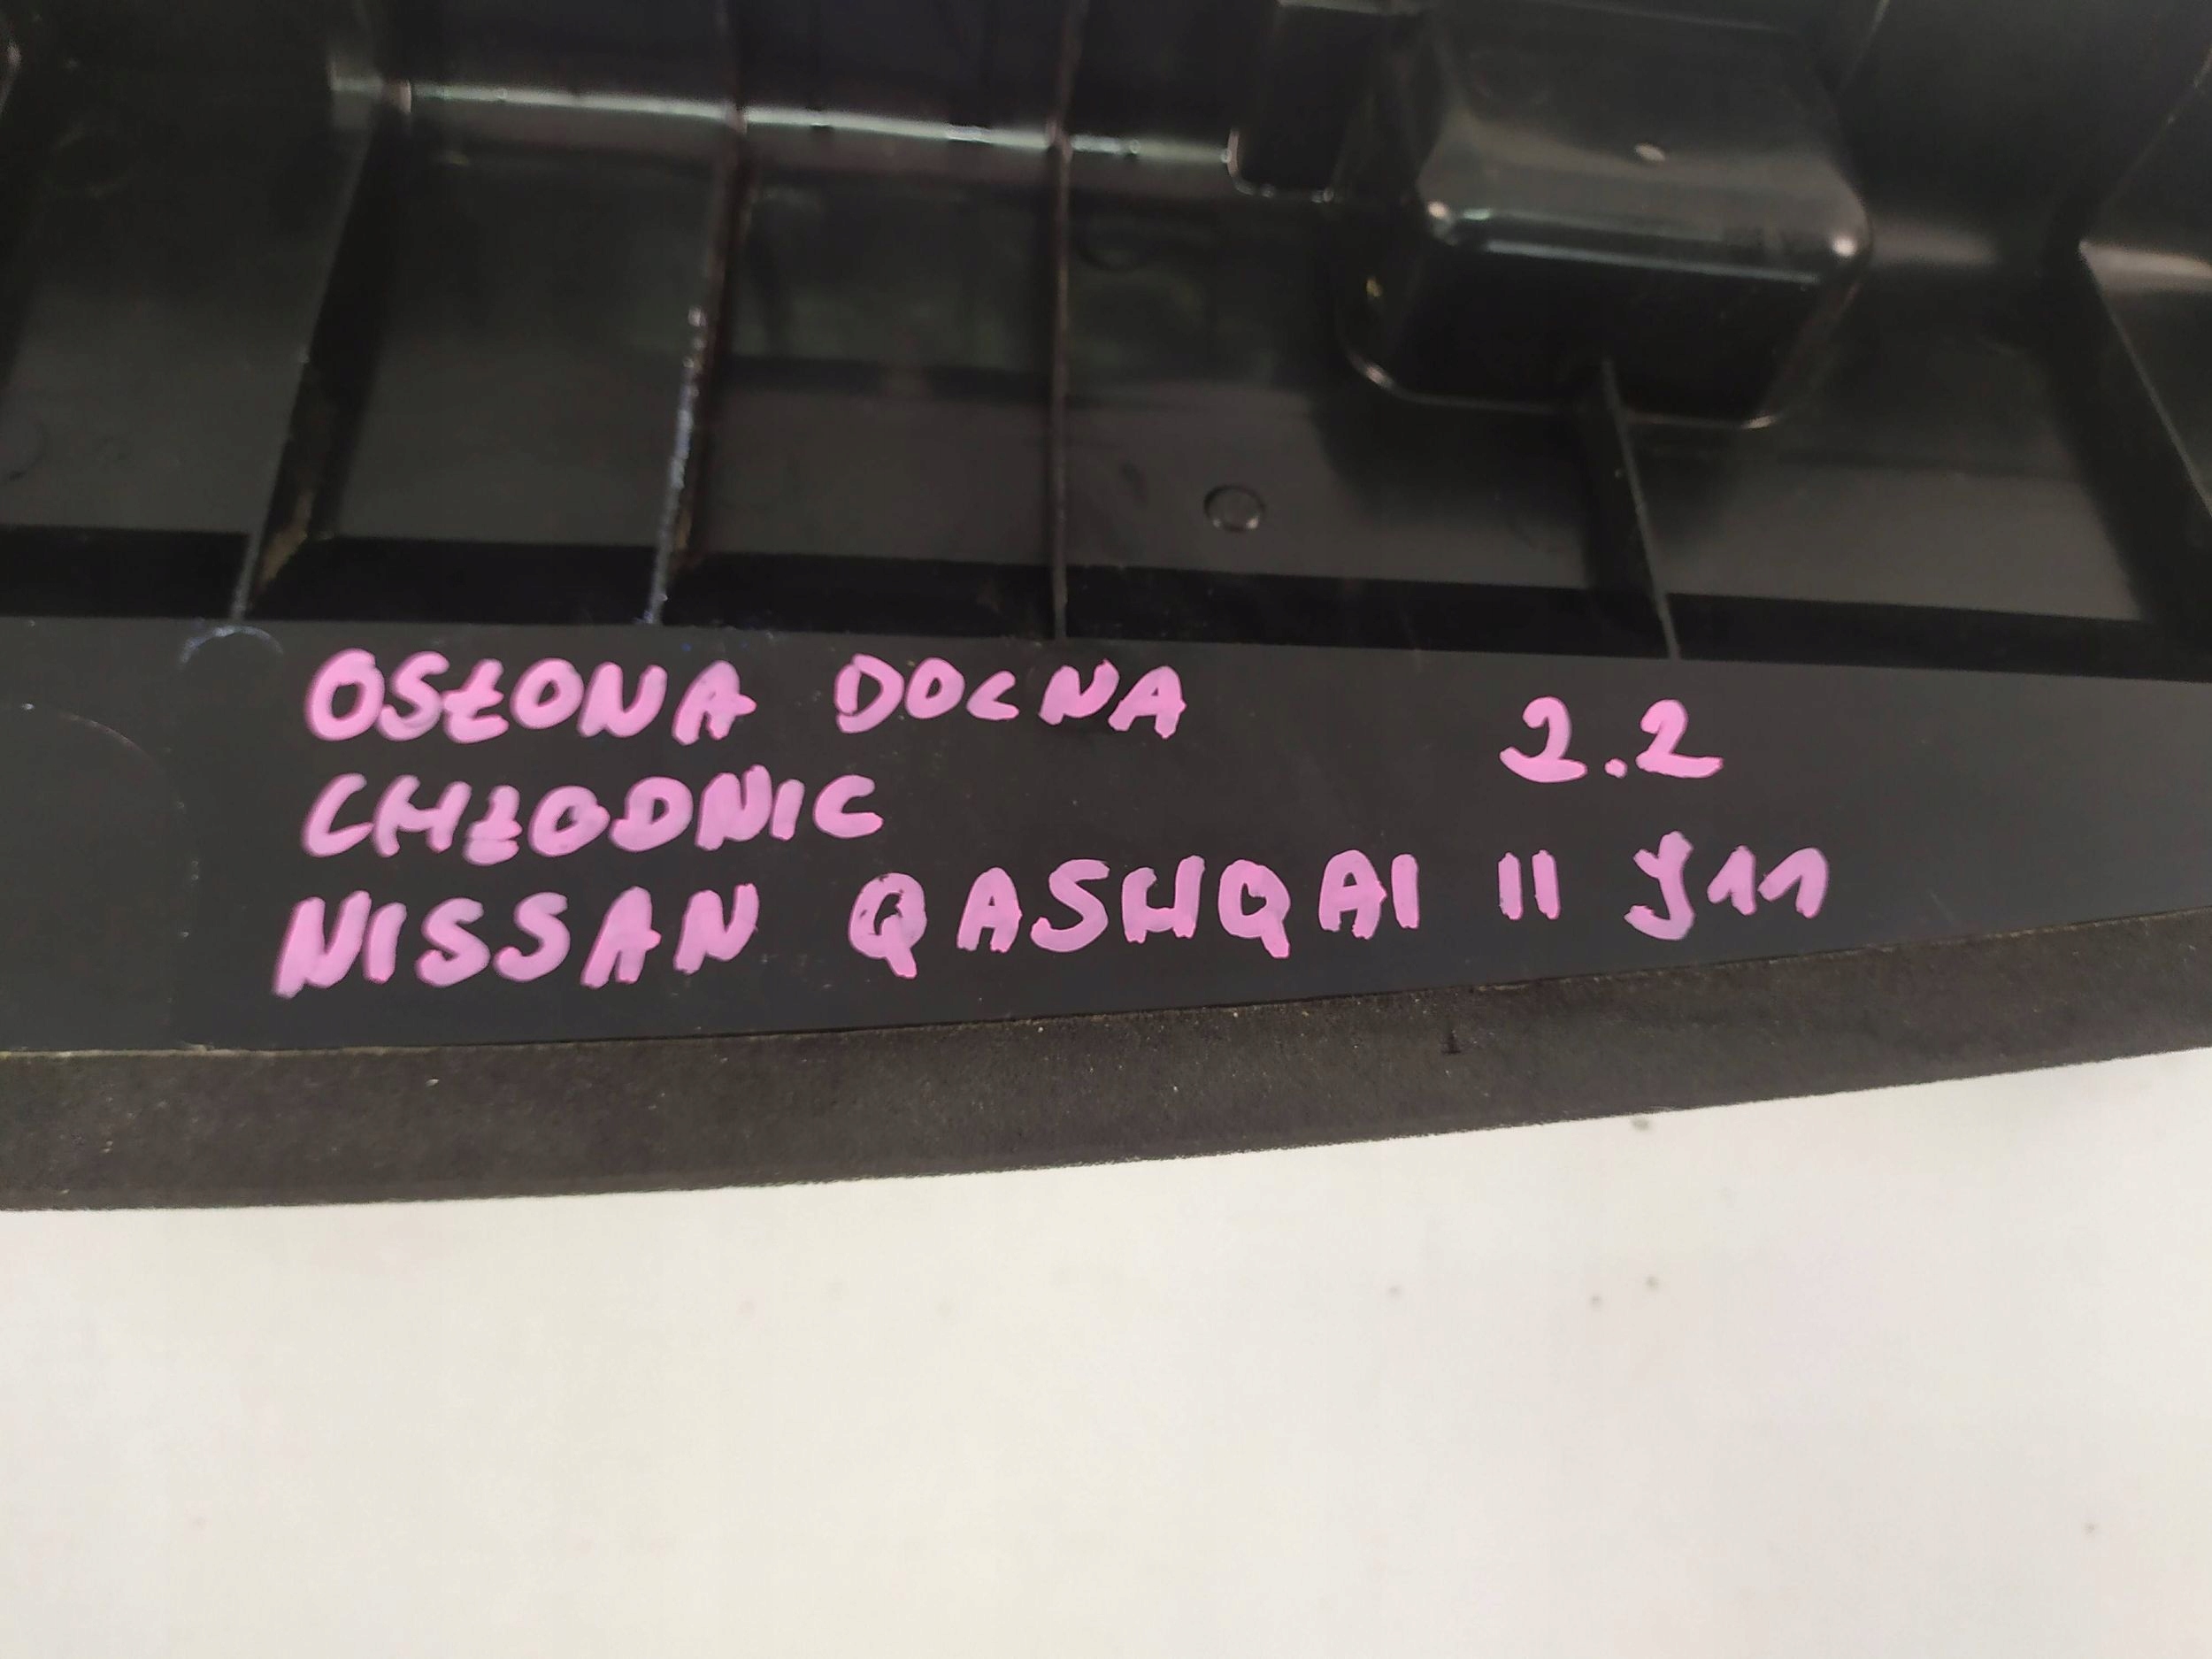 OSŁONA DOLNA 2.2
CHŁODNIC
NISSAN QASHQAI II J11